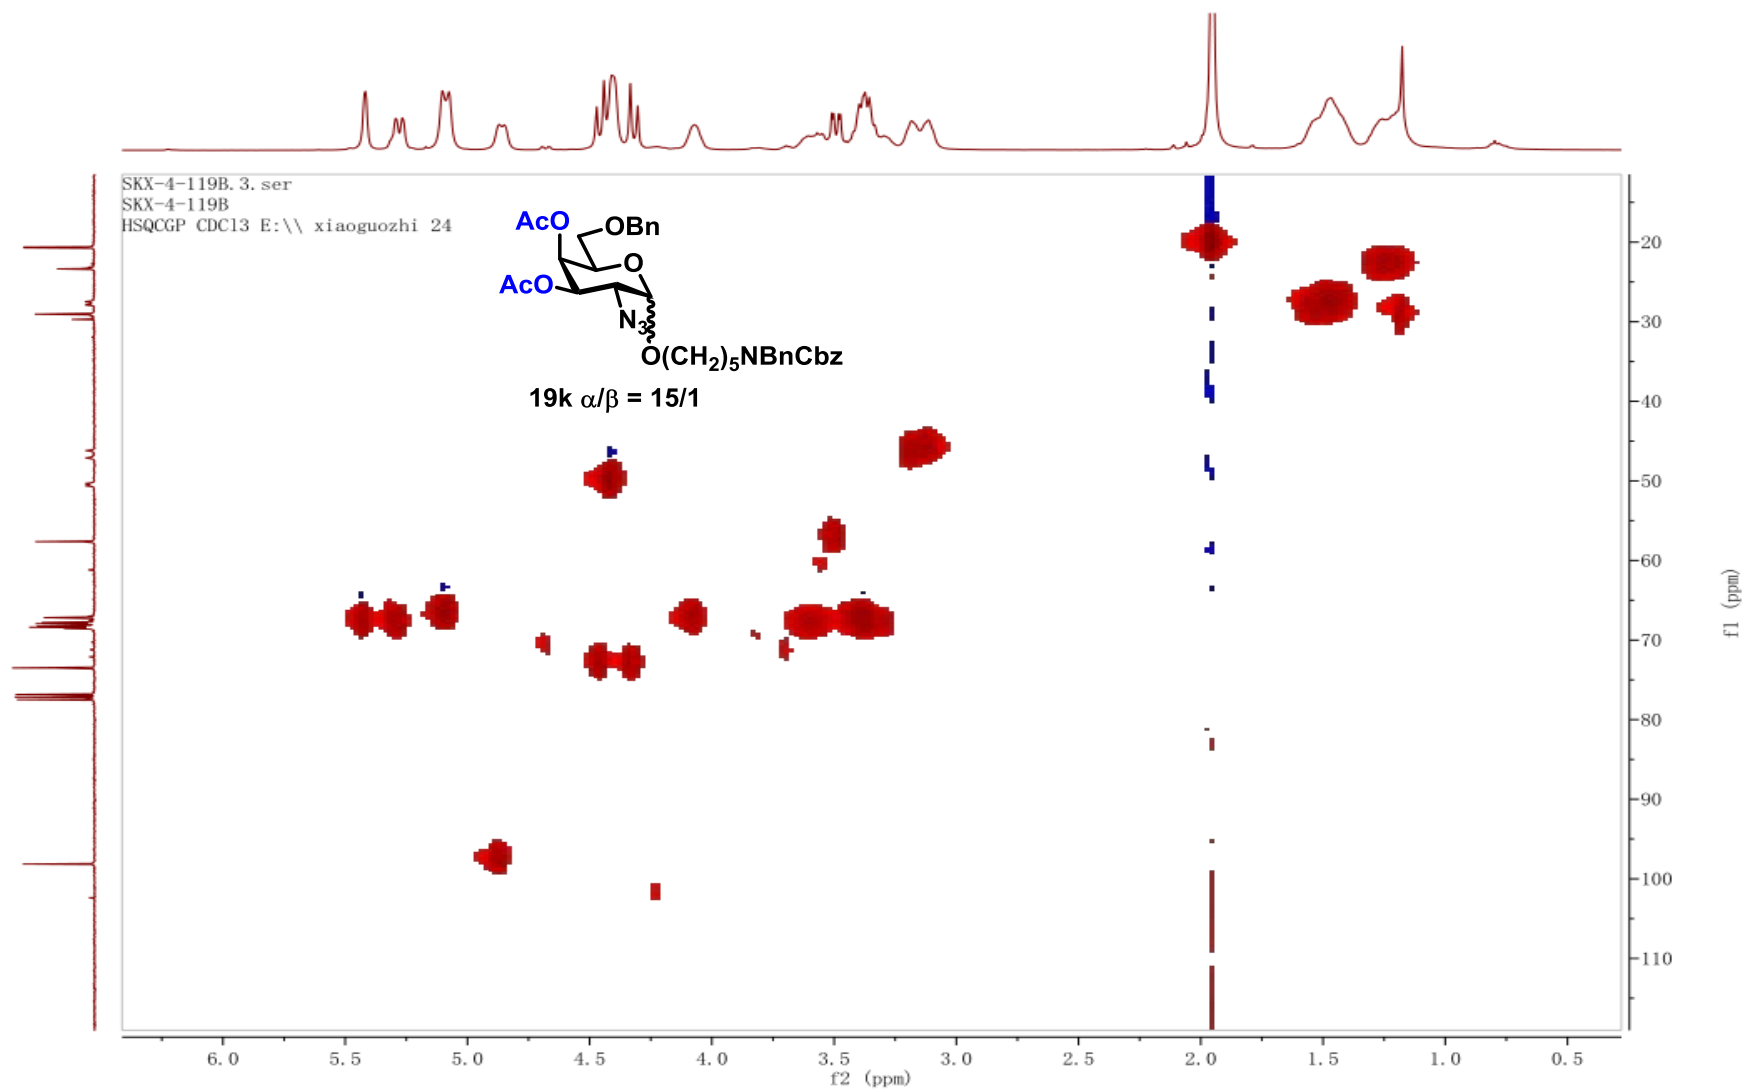 SKX-4-119B.3.ser
SKX-4-119B
HSQCGP CDCl3 E:\\ xiaoguozhi 24
AcO
OBn
O
AcO
N3
O(CH2)5NBnCbz
19k α/β = 15/1
20
30
40
50
60
70
80
90
100
110
f1 (ppm)
6.0 5.5 5.0 4.5 4.0 3.5 3.0 2.5 2.0 1.5 1.0 0.5
f2 (ppm)